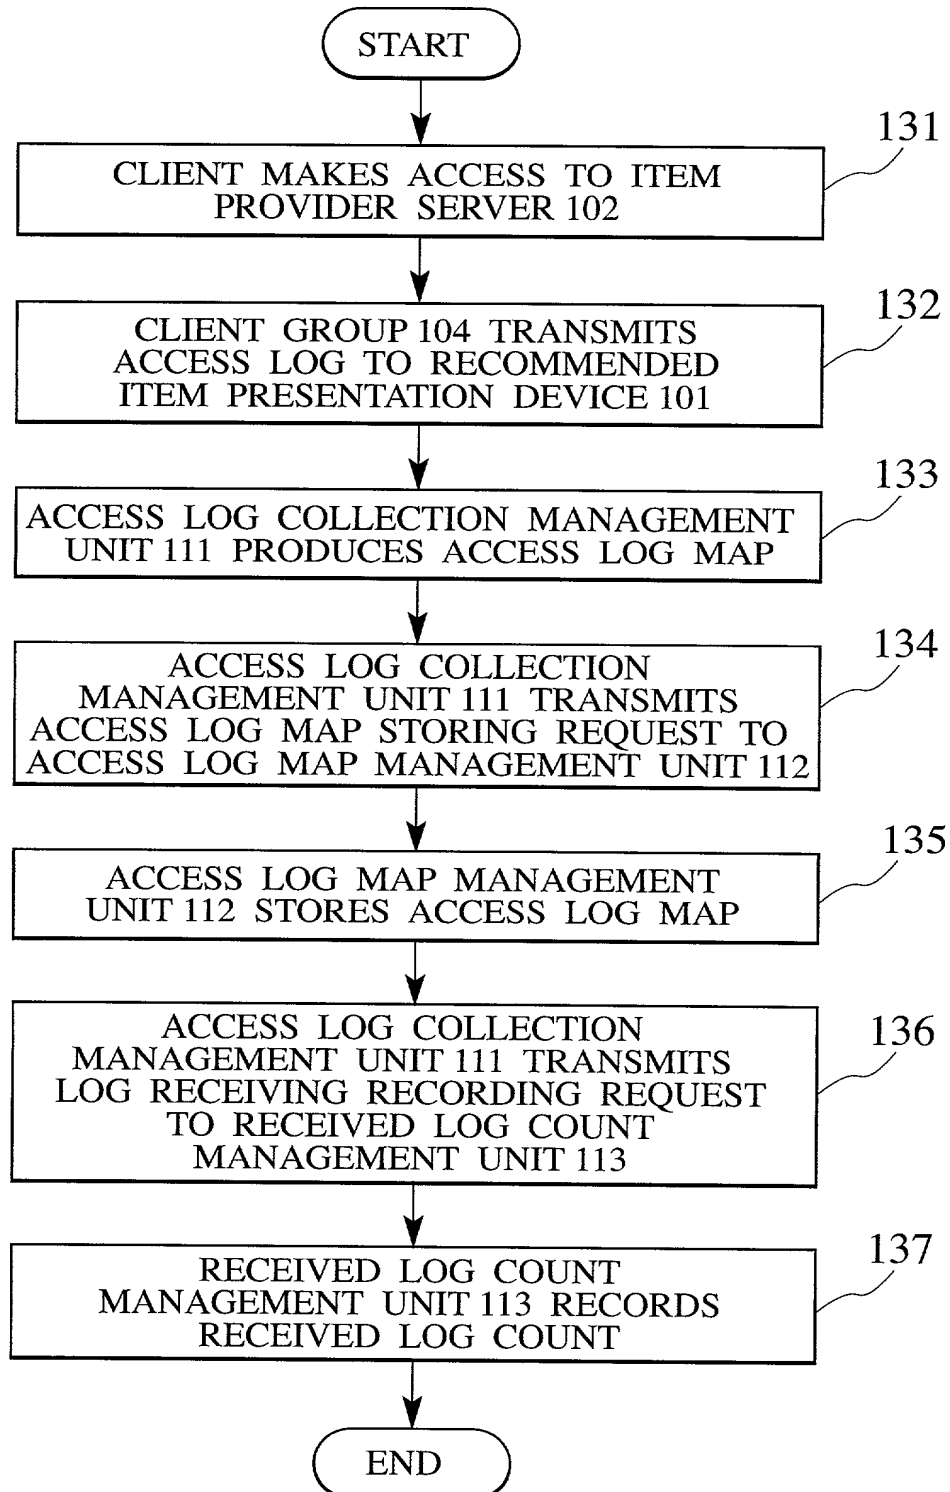 START
131
CLIENT MAKES ACCESS TO ITEM
PROVIDER SERVER 102
132
CLIENT GROUP 104 TRANSMITS
ACCESS LOG TO RECOMMENDED
ITEM PRESENTATION DEVICE 101
133
ACCESS LOG COLLECTION MANAGEMENT
UNIT 111 PRODUCES ACCESS LOG MAP
134
ACCESS LOG COLLECTION
MANAGEMENT UNIT 111 TRANSMITS
ACCESS LOG MAP STORING REQUEST TO
ACCESS LOG MAP MANAGEMENT UNIT 112
135
ACCESS LOG MAP MANAGEMENT
UNIT 112 STORES ACCESS LOG MAP
136
ACCESS LOG COLLECTION
MANAGEMENT UNIT 111 TRANSMITS
LOG RECEIVING RECORDING REQUEST
TO RECEIVED LOG COUNT
MANAGEMENT UNIT 113
137
RECEIVED LOG COUNT
MANAGEMENT UNIT 113 RECORDS
RECEIVED LOG COUNT
END